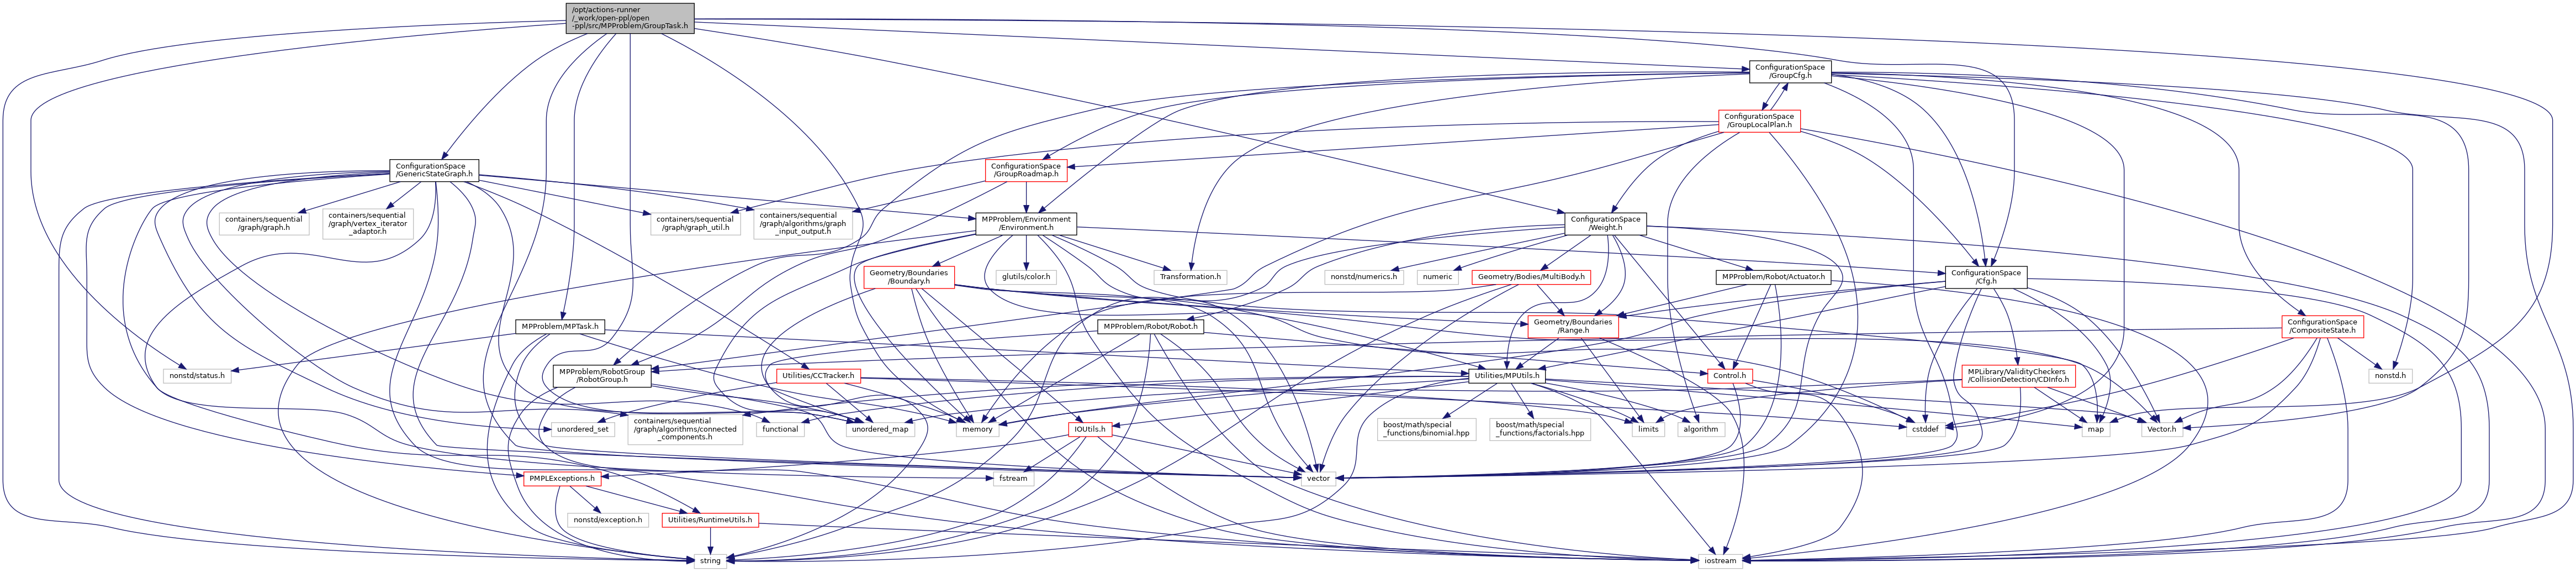 /opt/actions-runner
/_work/open-ppl/open
-ppl/src/MPProblem/GroupTask.h
ConfigurationSpace
/GroupCfg.h
ConfigurationSpace
/GroupLocalPlan.h
ConfigurationSpace
/GenericStateGraph.h
ConfigurationSpace
/GroupRoadmap.h
containers/sequential
/graph/graph.h
containers/sequential
/graph/vertex_iterator
_adaptor.h
containers/sequential
/graph/graph_util.h
containers/sequential
/graph/algorithms/graph
_input_output.h
MPProblem/Environment
/Environment.h
ConfigurationSpace
/Weight.h
Geometry/Boundaries
/Boundary.h
glutils/color.h
Transformation.h
nonstd/numerics.h
numeric
Geometry/Bodies/MultiBody.h
MPProblem/Robot/Actuator.h
ConfigurationSpace
/Cfg.h
MPProblem/MPTask.h
MPProblem/Robot/Robot.h
Geometry/Boundaries
/Range.h
ConfigurationSpace
/CompositeState.h
nonstd/status.h
MPProblem/RobotGroup
/RobotGroup.h
Utilities/CCTracker.h
Utilities/MPUtils.h
Control.h
MPLibrary/ValidityCheckers
/CollisionDetection/CDInfo.h
nonstd.h
unordered_set
containers/sequential
/graph/algorithms/connected
_components.h
functional
unordered_map
memory
IOUtils.h
boost/math/special
_functions/binomial.hpp
boost/math/special
_functions/factorials.hpp
limits
algorithm
cstddef
map
Vector.h
PMPLExceptions.h
fstream
vector
nonstd/exception.h
Utilities/RuntimeUtils.h
string
iostream